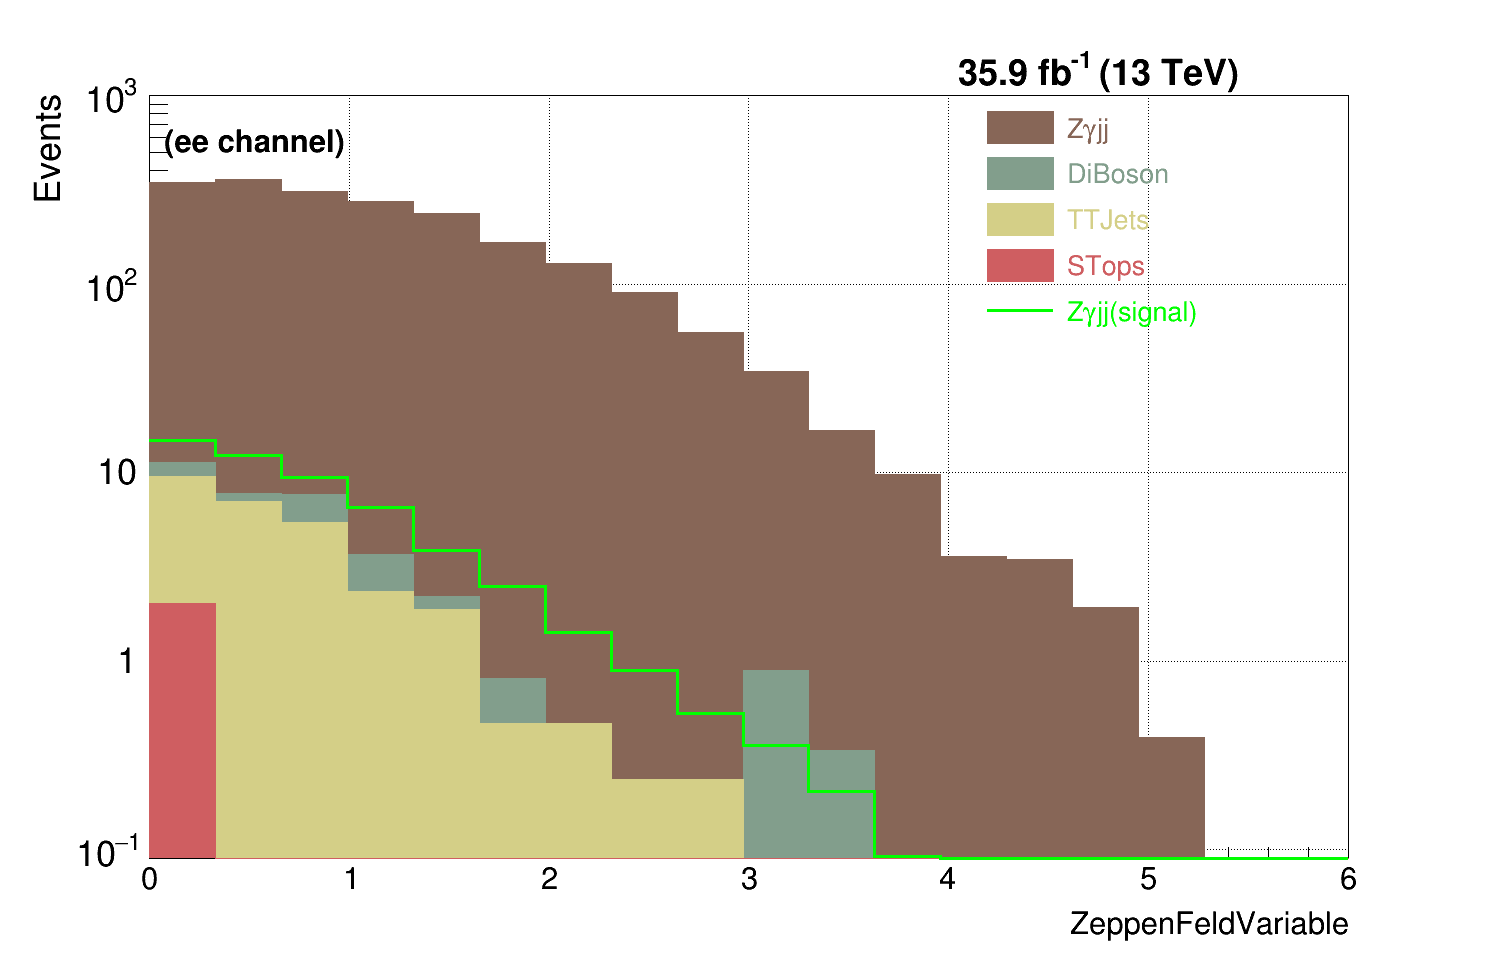 35.9 fb⁻¹ (13 TeV)
Events
10³
(ee channel)
Zγjj
DiBoson
TTJets
STops
Zγjj(signal)
10²
10
1
10⁻¹
0 1 2 3 4 5 6
ZeppenFeldVariable